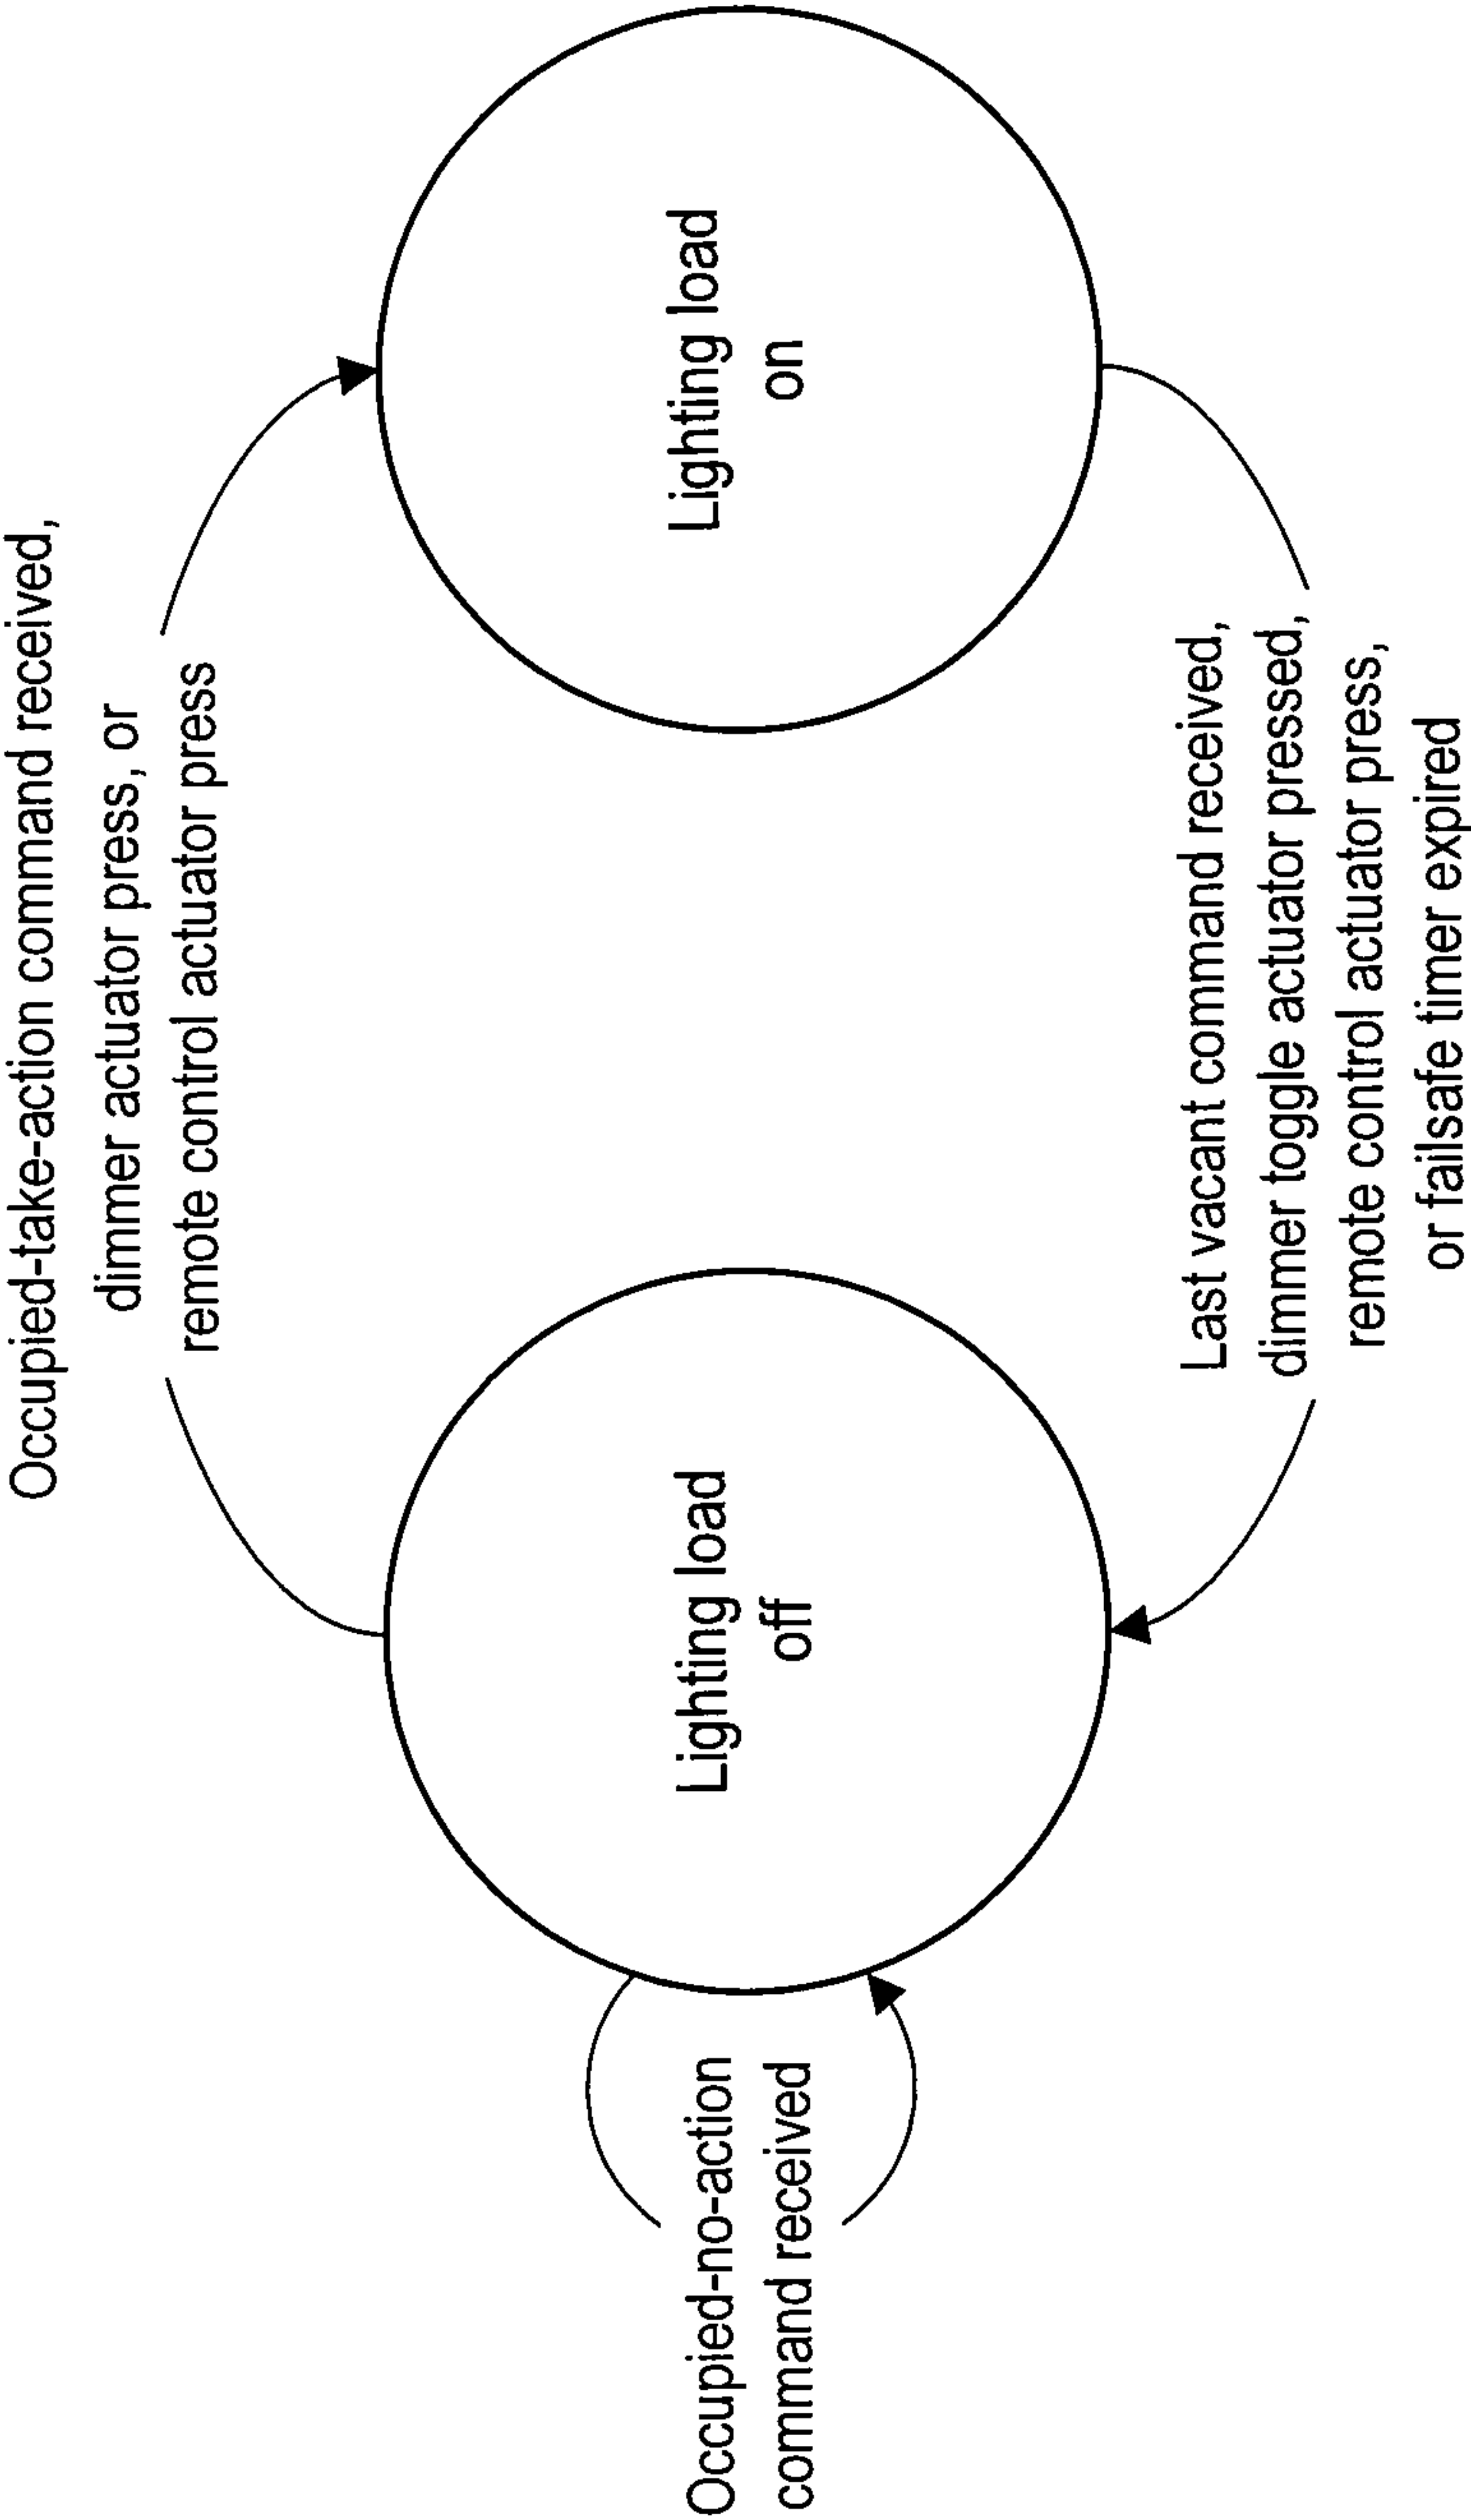 Occupied-take-action command received,
dimmer actuator press, or
remote control actuator press
Occupied-no-action
command received
Lighting load
off
Lighting load
on
Last vacant command received,
dimmer toggle actuator pressed,
remote control actuator press,
or failsafe timer expired